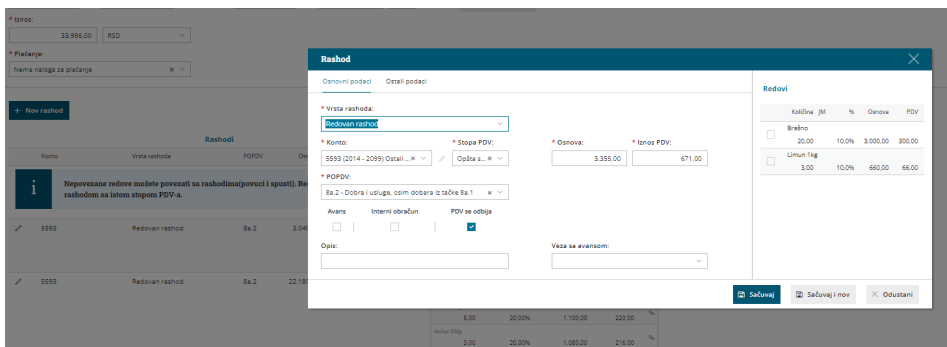 * Iznos:
33.986,00 RSD
* Plaćanje:
Nema naloga za plaćanje
+ Nov rashod
Rashodi
Konto Vrsta rashoda POPDV
Nepovezane redove možete povezati sa rashodima(povuci i spusti).
rashodom sa istom stopom PDV-a.
5593 Redovan rashod 8a.2
5593 Redovan rashod 8a.2
Rashod
Osnovni podaci Ostali podaci
* Vrsta rashoda:
Redovan rashod
* Konto: * Stopa PDV: * Osnova: * Iznos PDV:
5593 (2014 - 2099) Ostali ... Opšta s... 3.355,00 671,00
* POPDV:
8a.2 - Dobra i usluge, osim dobara iz tačke 8a.1
Avans Interni obračun PDV se odbija
Opis: Veza sa avansom:
Redovi
Količina JM % Osnova PDV
Brašno
20,00 10,0% 3.000,00 300,00
Limun 1kg
3,00 10,0% 660,00 66,00
Sačuvaj Sačuvaj i nov Odustani
5,00 20,00% 1.100,00 220,00
3,00 20,00% 1.080,00 216,00